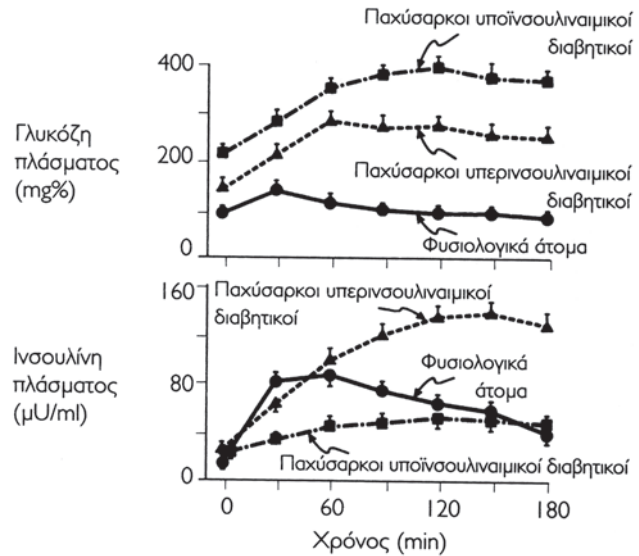 Παχύσαρκοι υποϊνσουλιναιμικοί
διαβητικοί
400
Γλυκόζη
πλάσματος
(mg%)
200
Παχύσαρκοι υπερινσουλιναιμικοί
διαβητικοί
0
Φυσιολογικά άτομα
160
Παχύσαρκοι υπερινσουλιναιμικοί
διαβητικοί
Ινσουλίνη
πλάσματος
(μU/ml)
Φυσιολογικά
άτομα
80
Παχύσαρκοι υποϊνσουλιναιμικοί διαβητικοί
0
0 60 120 180
Χρόνος (min)